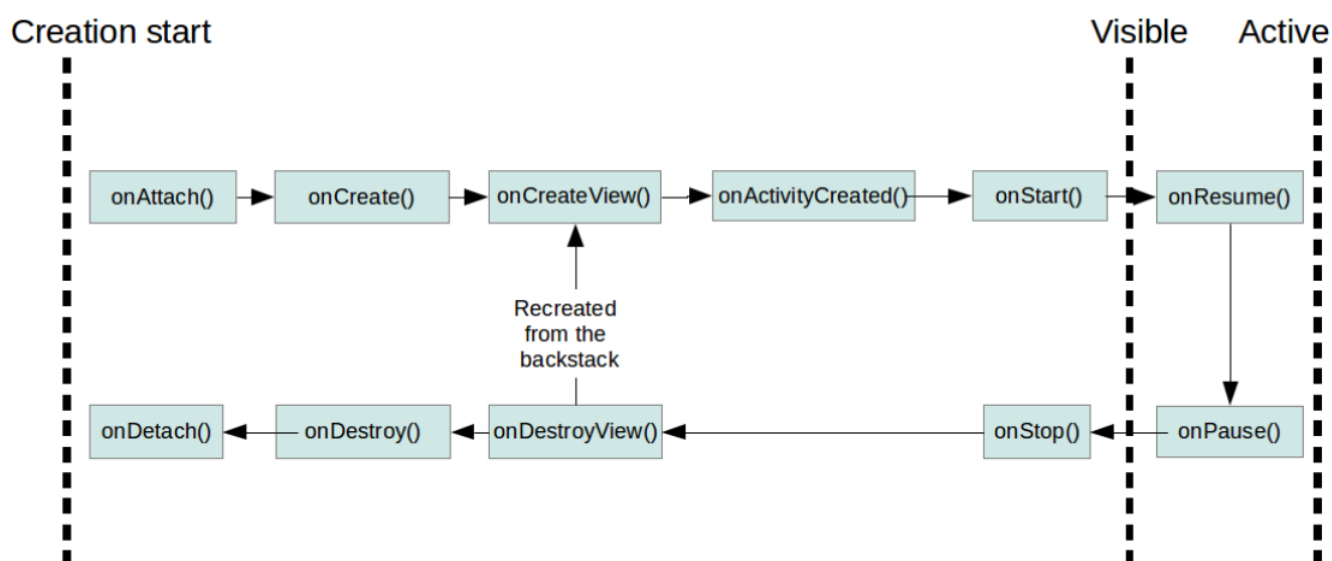 Creation start
Visible
Active
onAttach()
onCreate()
onCreateView()
onActivityCreated()
onStart()
onResume()
Recreated
from the
backstack
onDetach()
onDestroy()
onDestroyView()
onStop()
onPause()